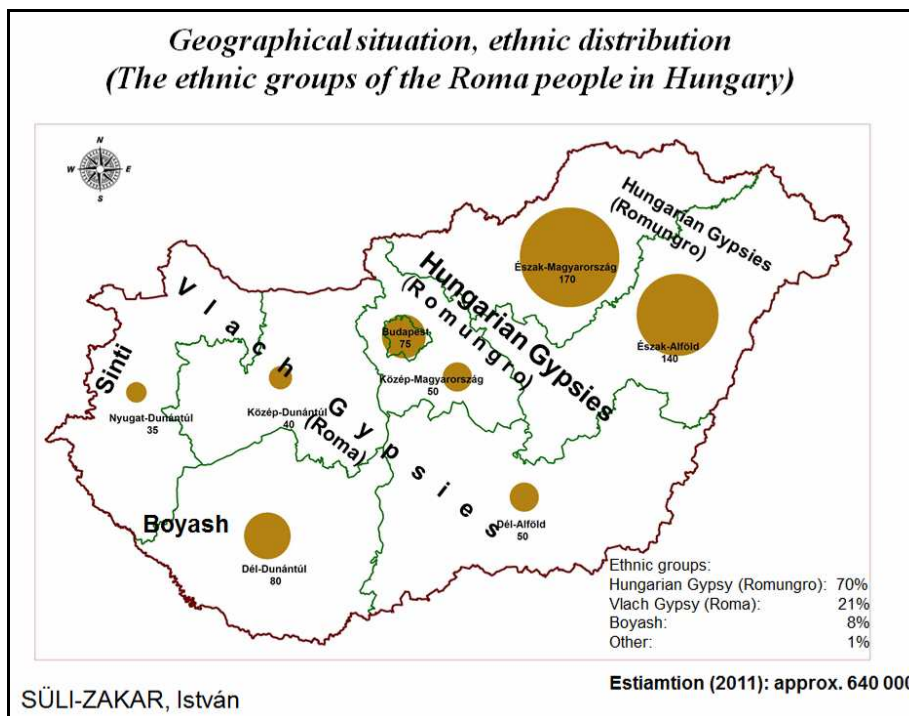 Geographical situation, ethnic distribution
(The ethnic groups of the Roma people in Hungary)
N
W E
S
Hungarian Gypsies
(Romungro)
Észak-Magyarország
170
Hungarian Gypsies
(Romungro)
Észak-Alföld
140
Vlach Gypsies
(Roma)
Budapest
75
Közép-Magyarország
50
Sinti
Nyugat-Dunántúl
35
Közép-Dunántúl
40
Boyash
Dél-Dunántúl
80
Dél-Alföld
50
Ethnic groups:
Hungarian Gypsy (Romungro): 70%
Vlach Gypsy (Roma): 21%
Boyash: 8%
Other: 1%
Estiamtion (2011): approx. 640 000
SÜLI-ZAKAR, István